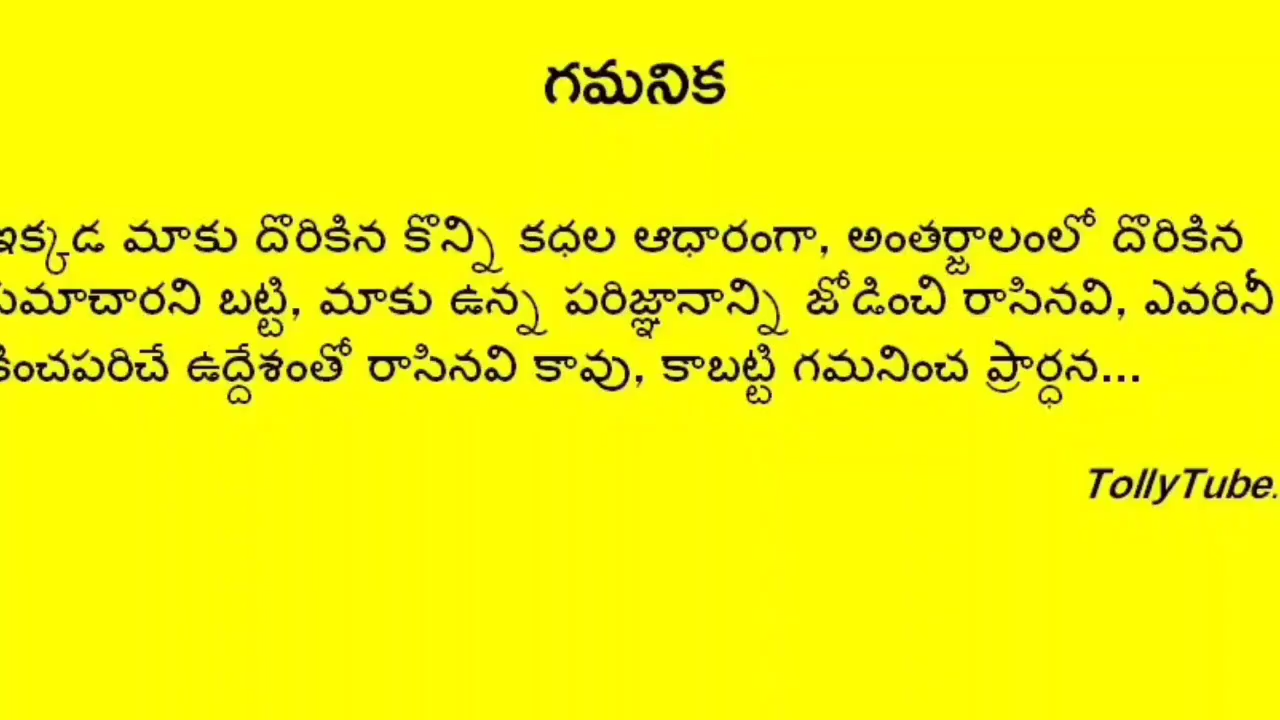 గమనిక
ఇక్కడ మాకు దొరికిన కొన్ని కధల ఆధారంగా, అంతర్జాలంలో దొరికిన
సమాచారని బట్టి, మాకు ఉన్న పరిజ్ఞానాన్ని జోడించి రాసినవి, ఎవరినీ
కించపరిచే ఉద్దేశంతో రాసినవి కావు, కాబట్టి గమనించ ప్రార్ధన...
TollyTube.